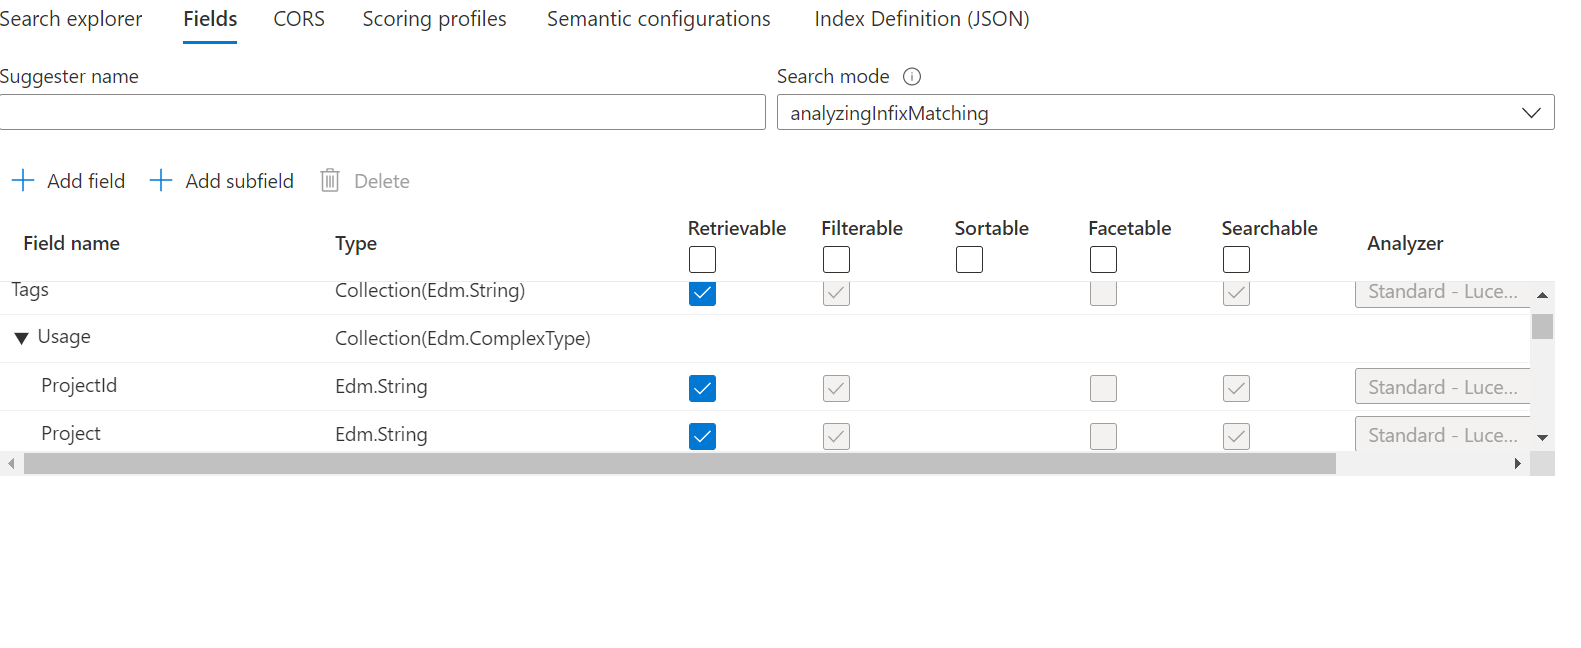 Search explorer Fields CORS Scoring profiles Semantic configurations Index Definition (JSON)
Suggester name Search mode
analyzingInfixMatching
Add field Add subfield Delete
Field name Type Retrievable Filterable Sortable Facetable Searchable Analyzer
Tags Collection(Edm.String) Standard - Luce...
Usage Collection(Edm.ComplexType)
ProjectId Edm.String Standard - Luce...
Project Edm.String Standard - Luce...